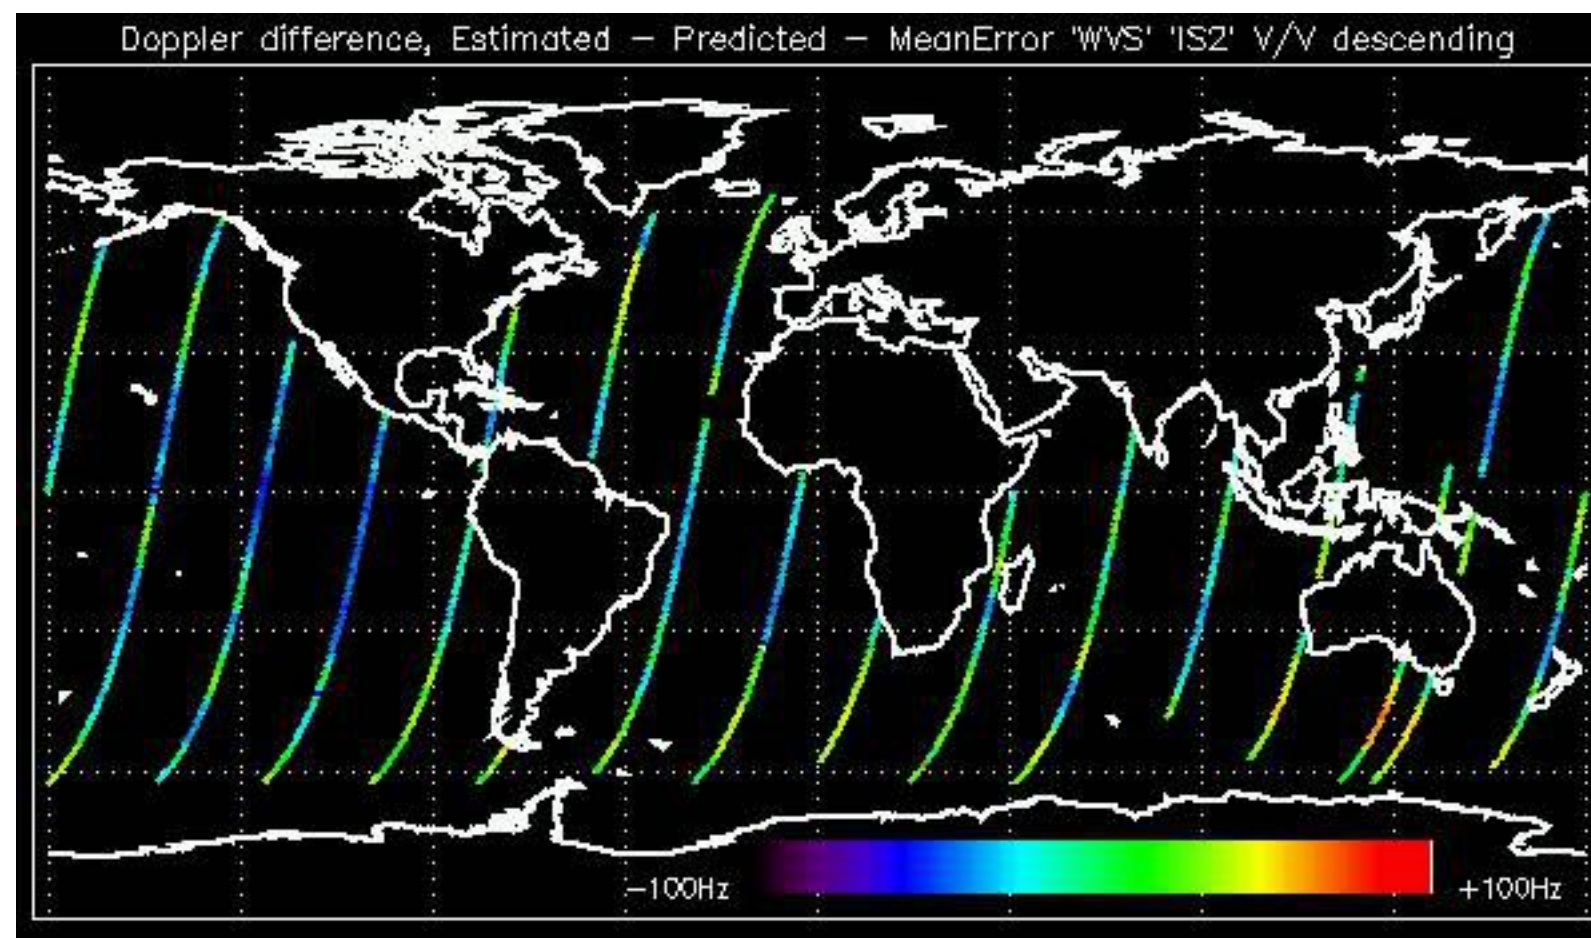 Doppler difference, Estimated − Predicted − MeanError 'WVS' 'IS2' V/V descending
−100Hz
+100Hz